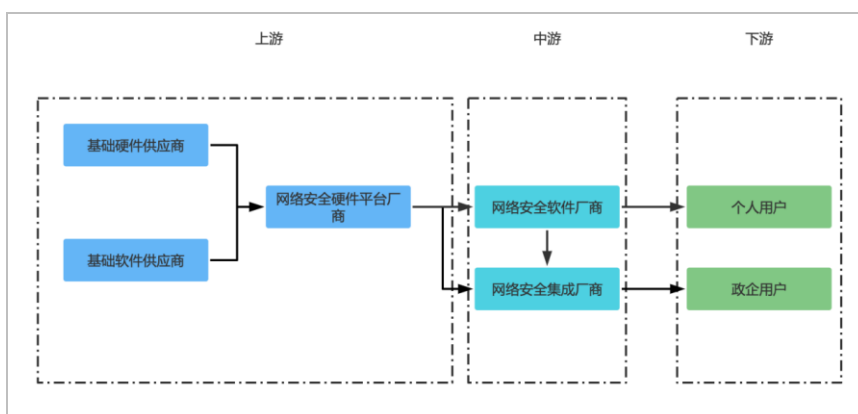 上游
中游
下游
基础硬件供应商
网络安全硬件平台厂
商
网络安全软件厂商
个人用户
基础软件供应商
网络安全集成厂商
政企用户